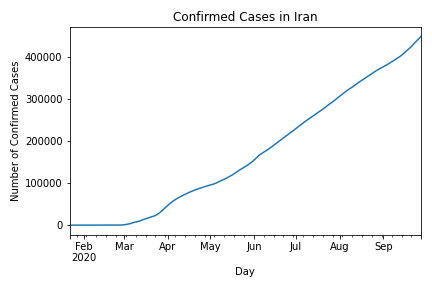 Confirmed Cases in Iran
Number of Confirmed Cases
400000
300000
200000
100000
0
Feb Mar Apr May Jun Jul Aug Sep
2020
Day